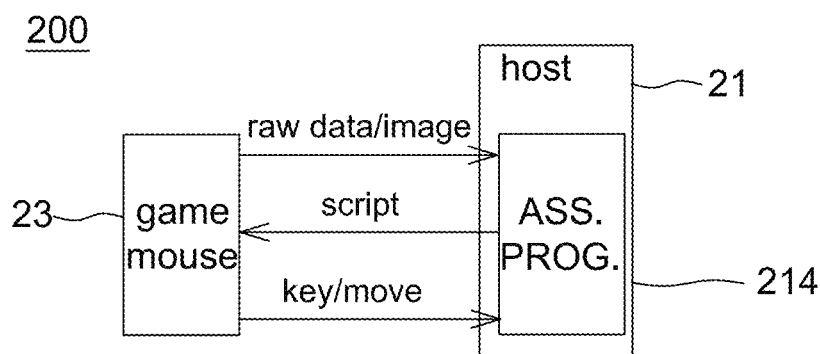 200
host
21
raw data/image
23
game
mouse
script
ASS.
PROG.
key/move
214